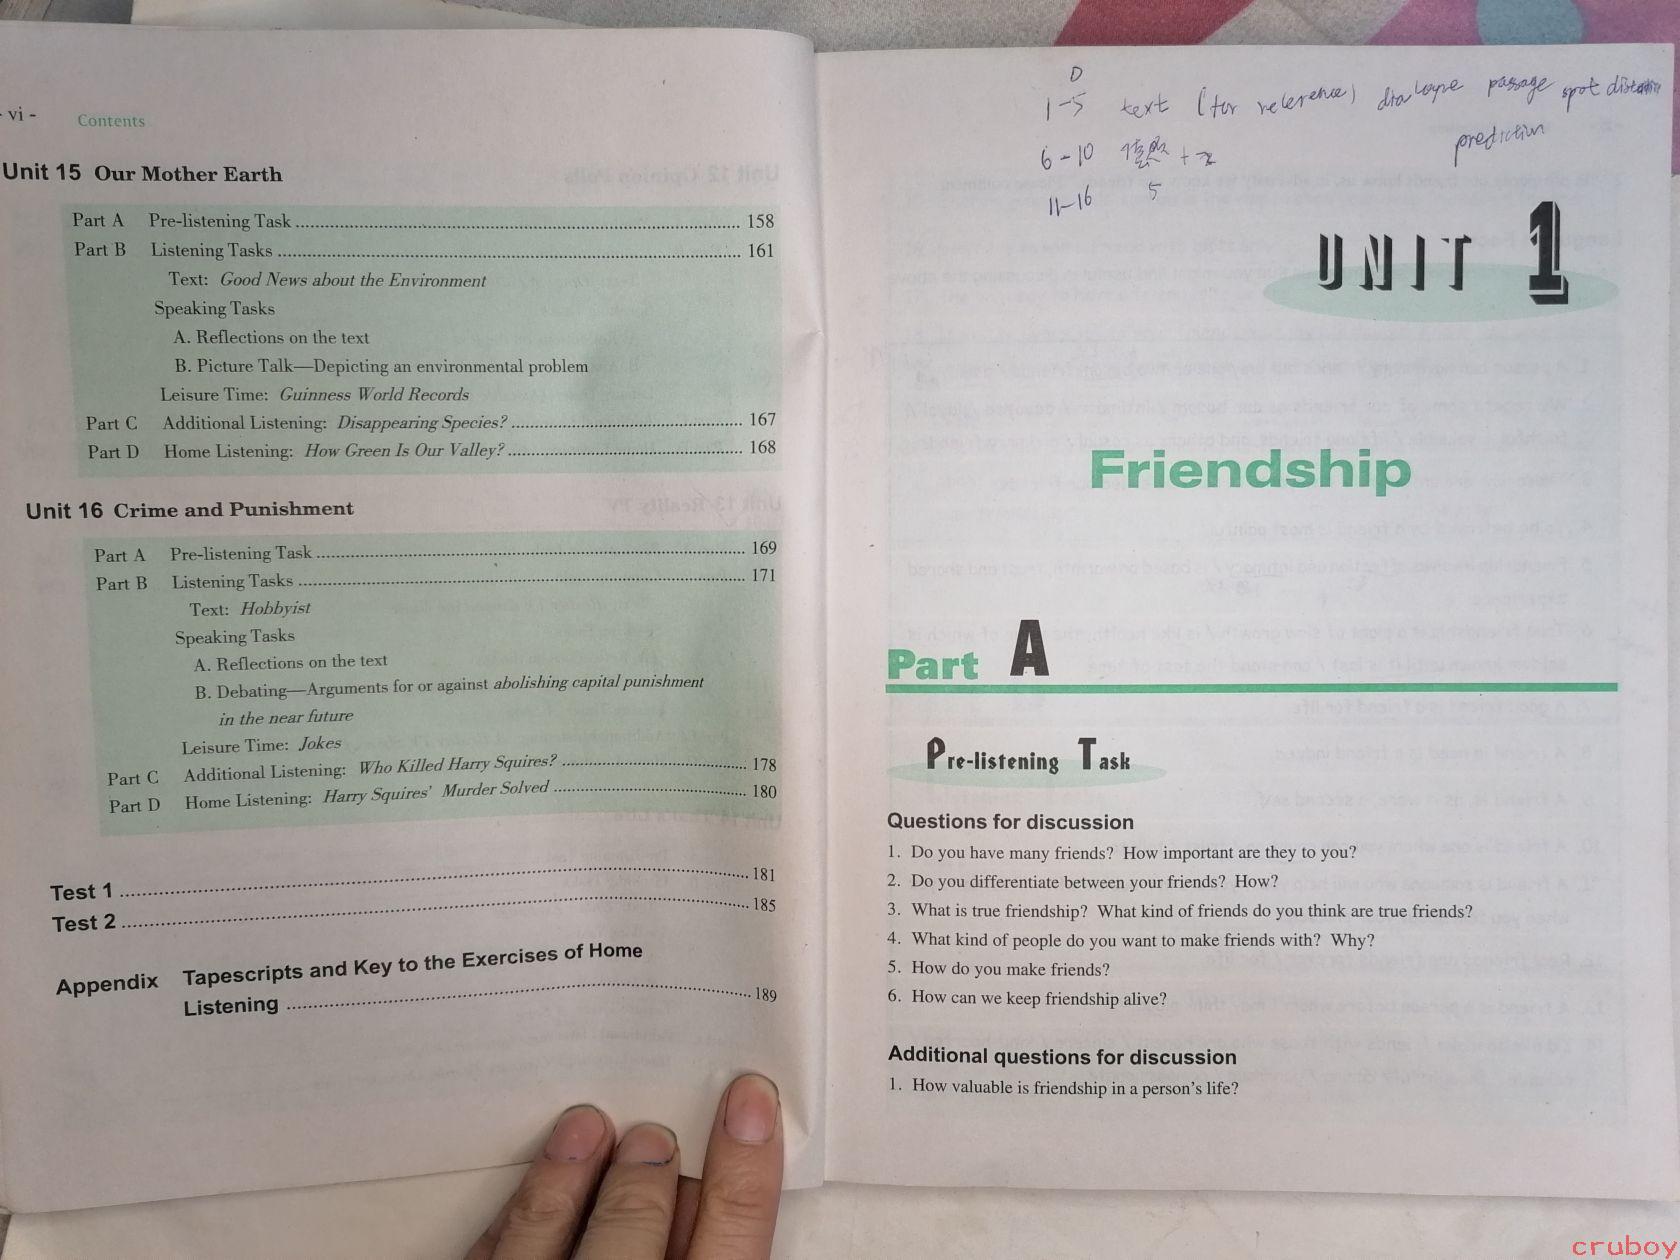 - vi -
Contents
Unit 15 Our Mother Earth
Part A Pre-listening Task ........ 158
Part B Listening Tasks ........ 161
Text: Good News about the Environment
Speaking Tasks
A. Reflections on the text
B. Picture Talk—Depicting an environmental problem
Leisure Time: Guinness World Records
Part C Additional Listening: Disappearing Species? ........ 167
Part D Home Listening: How Green Is Our Valley? ........ 168
Unit 16 Crime and Punishment
Part A Pre-listening Task ........ 169
Part B Listening Tasks ........ 171
Text: Hobbyist
Speaking Tasks
A. Reflections on the text
B. Debating—Arguments for or against abolishing capital punishment
in the near future
Leisure Time: Jokes
Part C Additional Listening: Who Killed Harry Squires? ........ 178
Part D Home Listening: Harry Squires' Murder Solved ........ 180
Test 1 ........ 181
Test 2 ........ 185
Appendix Tapescripts and Key to the Exercises of Home
Listening ........ 189
D
1-5 text (for reference) dialogue passage spot
6-10 prediction
11-16 5
UNIT 1
Friendship
Part A
Pre-listening Task
Questions for discussion
1. Do you have many friends? How important are they to you?
2. Do you differentiate between your friends? How?
3. What is true friendship? What kind of friends do you think are true friends?
4. What kind of people do you want to make friends with? Why?
5. How do you make friends?
6. How can we keep friendship alive?
Additional questions for discussion
1. How valuable is friendship in a person's life?
cruboy